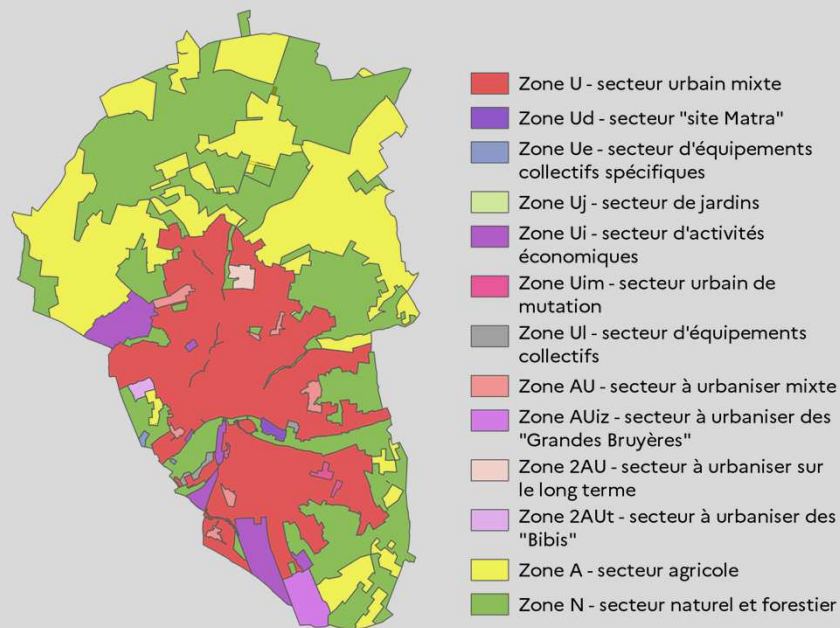 Zone U - secteur urbain mixte
Zone Ud - secteur "site Matra"
Zone Ue - secteur d'équipements
collectifs spécifiques
Zone Uj - secteur de jardins
Zone Ui - secteur d'activités
économiques
Zone Uim - secteur urbain de
mutation
Zone Ul - secteur d'équipements
collectifs
Zone AU - secteur à urbaniser mixte
Zone AUiz - secteur à urbaniser des
"Grandes Bruyères"
Zone 2AU - secteur à urbaniser sur
le long terme
Zone 2AUt - secteur à urbaniser des
"Bibis"
Zone A - secteur agricole
Zone N - secteur naturel et forestier